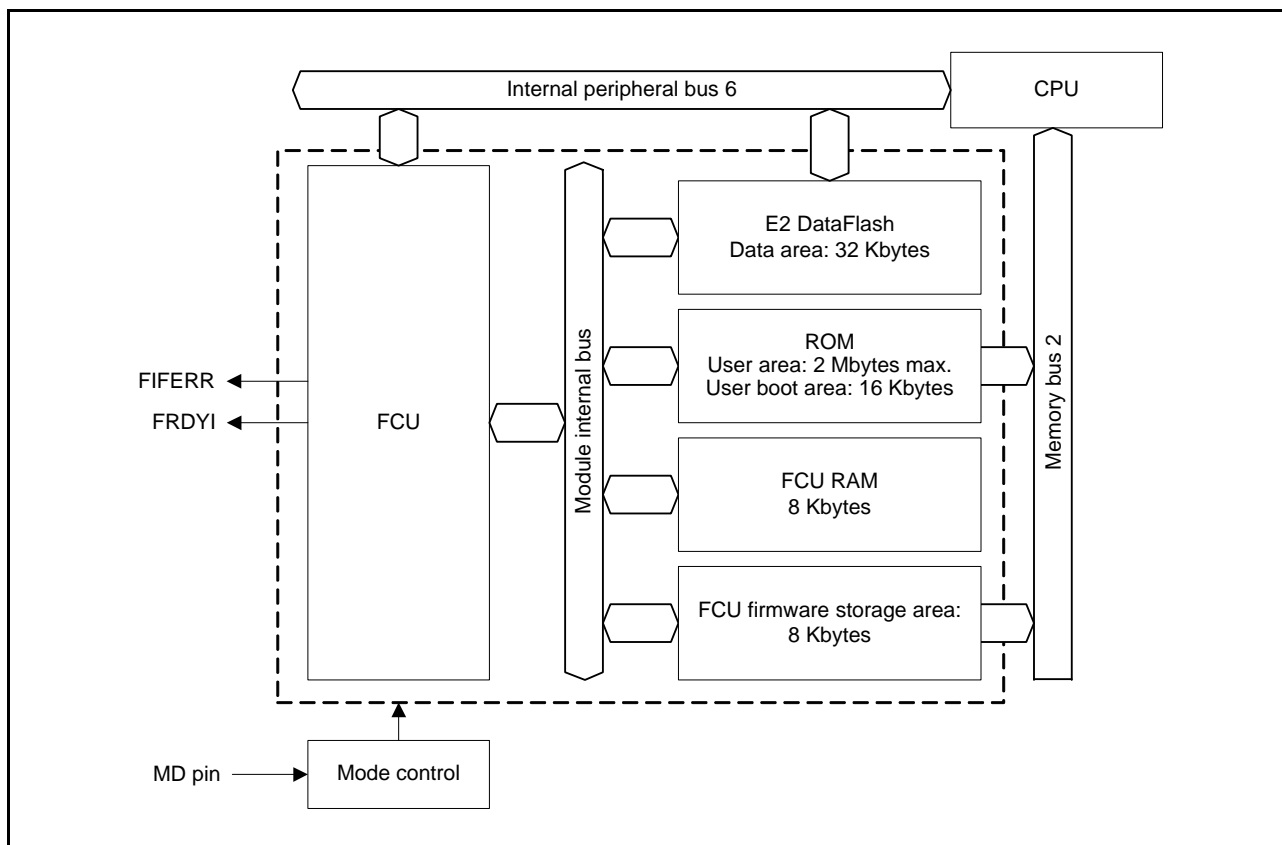 Internal peripheral bus 6
CPU
E2 DataFlash
Data area: 32 Kbytes
ROM
User area: 2 Mbytes max.
User boot area: 16 Kbytes
FIFERR
FRDYI
FCU
Module internal bus
Memory bus 2
FCU RAM
8 Kbytes
FCU firmware storage area:
8 Kbytes
MD pin
Mode control